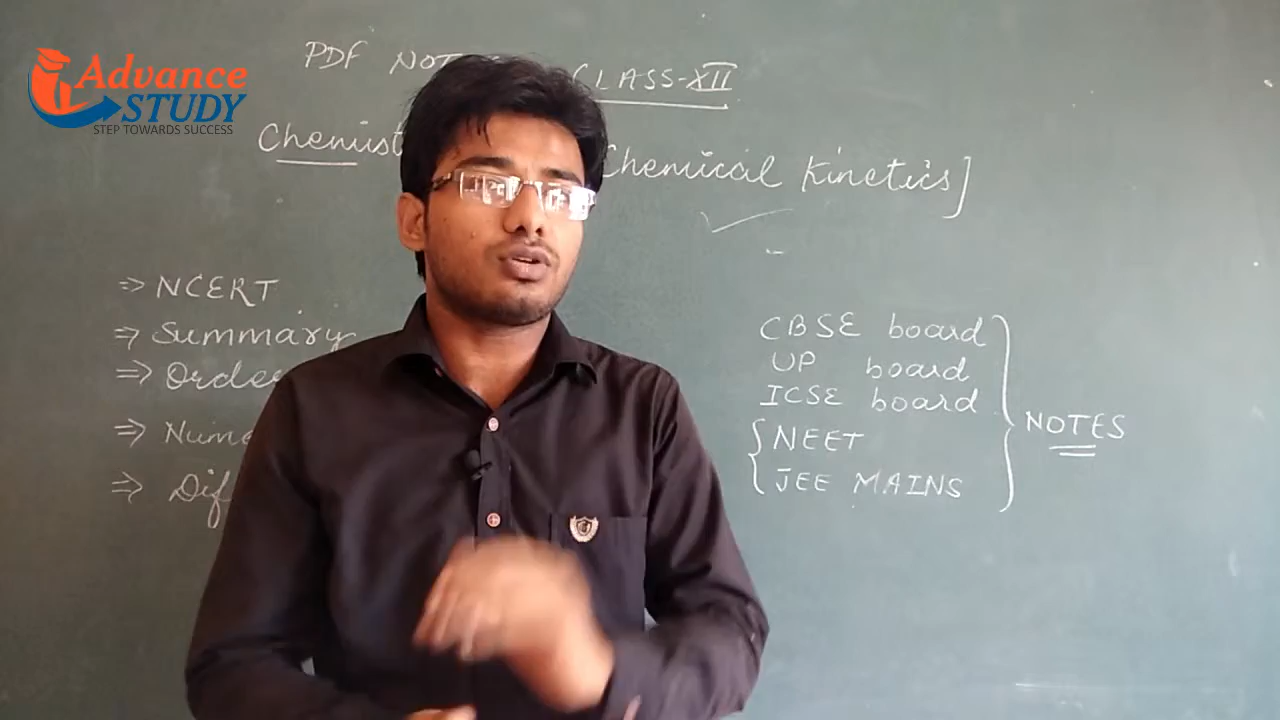 Advance
STUDY
STEP TOWARDS SUCCESS
PDF CLASS-XII
Chemical Kinetics]
⇒ NCERT
⇒ Summary
CBSE board
UP board
ICSE board
NEET
JEE MAINS
NOTES